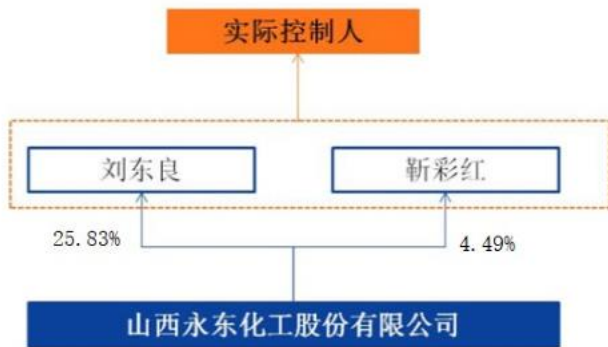 实际控制人
刘东良
靳彩红
25.83%
4.49%
山西永东化工股份有限公司